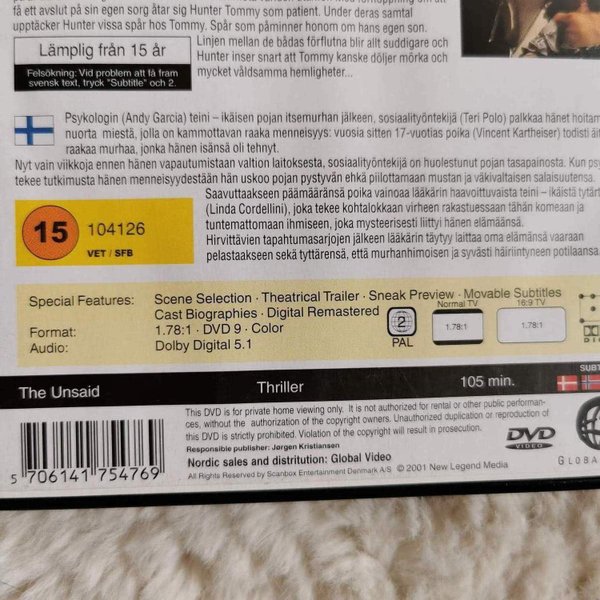 få ett avslut på sin egen sorg åtar sig Hunter Tommy som patient. Under deras samtal
upptäcker Hunter vissa spår hos Tommy. Spår som påminner honom om hans egen son.
Linjen mellan de bådas förflutna blir allt suddigare och
Hunter inser snart att Tommy kanske döljer mörka och
mycket våldsamma hemligheter...
Lämplig från 15 år
Felsökning: Vid problem att få fram
svensk text, tryck "Subtitle" och 2.
Psykologin (Andy Garcia) teini – ikäisen pojan itsemurhan jälkeen, sosiaalityöntekijä (Teri Polo) palkkaa hänet hoitam
nuorta miestä, jolla on kammottavan raaka menneisyys: vuosia sitten 17-vuotias poika (Vincent Kartheiser) todisti äit
raakaa murhaa, jonka hänen isänsä oli tehnyt.
Nyt vain viikkoja ennen hänen vapautumistaan valtion laitoksesta, sosiaalityöntekijä on huolestunut pojan tasapainosta. Kun psy
tekee tutkimusta hänen menneisyydestään hän uskoo pojan pystyvän ehkä piilottamaan mustan ja väkivaltaisen salaisuutensa.
Saavuttaakseen päämääränsä poika vainoaa lääkärin haavoittuvaista teini – ikäistä tytärt
(Linda Cordellini), joka tekee kohtalokkaan virheen rakastuessaan tähän komeaan ja
tuntemattomaan ihmiseen, joka mysteerisesti liittyi hänen elämäänsä.
Hirvittävien tapahtumasarjojen jälkeen lääkärin täytyy laittaa oma elämänsä vaaraan
pelastaakseen sekä tyttärensä, että murhanhimoisen ja syvästi häiriintyneen potilaansa.
15 104126
VET / SFB
Special Features: Scene Selection · Theatrical Trailer · Sneak Preview · Movable Subtitles
Cast Biographies · Digital Remastered
Format: 1.78:1 · DVD 9 · Color
Audio: Dolby Digital 5.1
2
PAL
Normal TV
1.78:1
16:9 TV
1.78:1
The Unsaid Thriller 105 min.
SUBT
This DVD is for private home viewing only. It is not authorized for rental or other public performan-
ces, without the authorization of the copyright owners. Unauthorized duplication or reproduction of
this DVD is strictly prohibited. Violation of the copyright will result in prosecution.
Responsible publisher: Jørgen Kristiansen
Nordic sales and distribution: Global Video
All Rights Reserved by Scanbox Entertainment Denmark A/S © 2001 New Legend Media
DVD
VIDEO
GLOBA
5 706141 754769